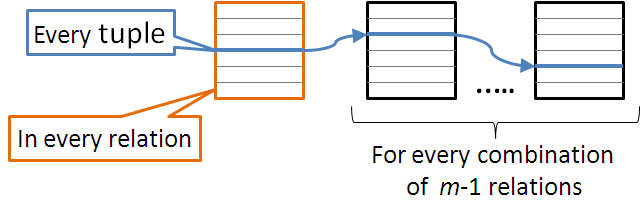 Every tuple
In every relation
.....
For every combination
of m-1 relations